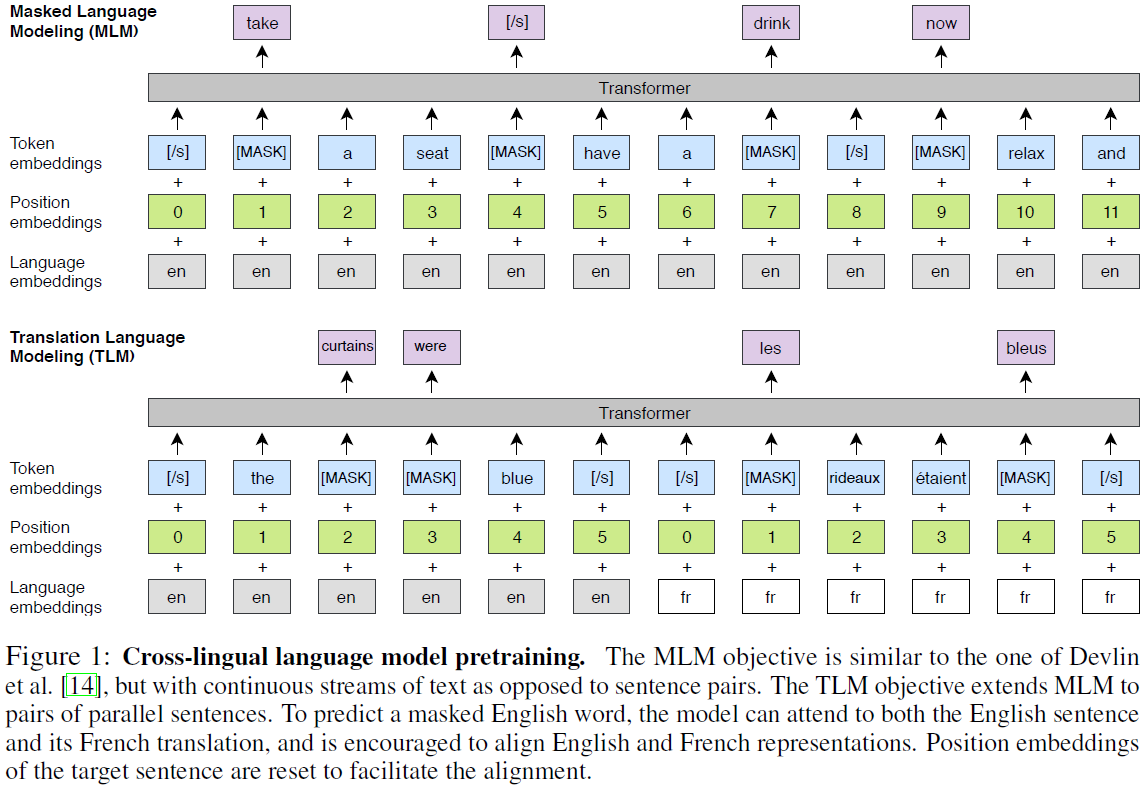 Masked Language
Modeling (MLM)
take [/s] drink now
Transformer
Token
embeddings
[/s] [MASK] a seat [MASK] have a [MASK] [/s] [MASK] relax and
+ + + + + + + + + + + +
Position
embeddings
0 1 2 3 4 5 6 7 8 9 10 11
+ + + + + + + + + + + +
Language
embeddings
en en en en en en en en en en en en
Translation Language
Modeling (TLM)
curtains were les bleus
Transformer
Token
embeddings
[/s] the [MASK] [MASK] blue [/s] [/s] [MASK] rideaux étaient [MASK] [/s]
+ + + + + + + + + + + +
Position
embeddings
0 1 2 3 4 5 0 1 2 3 4 5
+ + + + + + + + + + + +
Language
embeddings
en en en en en en fr fr fr fr fr fr
Figure 1: Cross-lingual language model pretraining. The MLM objective is similar to the one of Devlin
et al. [14], but with continuous streams of text as opposed to sentence pairs. The TLM objective extends MLM to
pairs of parallel sentences. To predict a masked English word, the model can attend to both the English sentence
and its French translation, and is encouraged to align English and French representations. Position embeddings
of the target sentence are reset to facilitate the alignment.